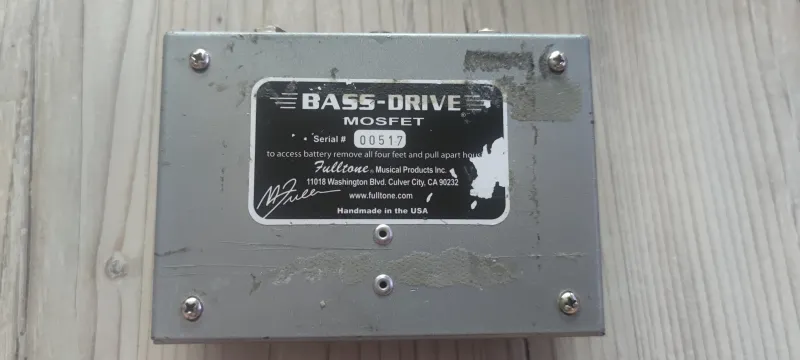 BASS-DRIVE
MOSFET
Serial # 00517
to access battery remove all four feet and pull apart
Fulltone® Musical Products Inc.
11018 Washington Blvd. Culver City, CA 90232
www.fulltone.com
Handmade in the USA